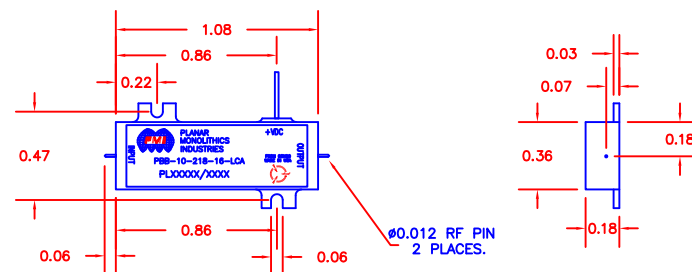 1.08
0.86
0.22
0.03
0.07
0.18
0.47
0.36
PMI
PLANAR
MONOLITHICS
INDUSTRIES
+VDC
INPUT
OUTPUT
PBB-10-218-16-LCA
PLXXXXX/XXXX
0.86
0.06
0.06
0.18
Ø0.012 RF PIN
2 PLACES.